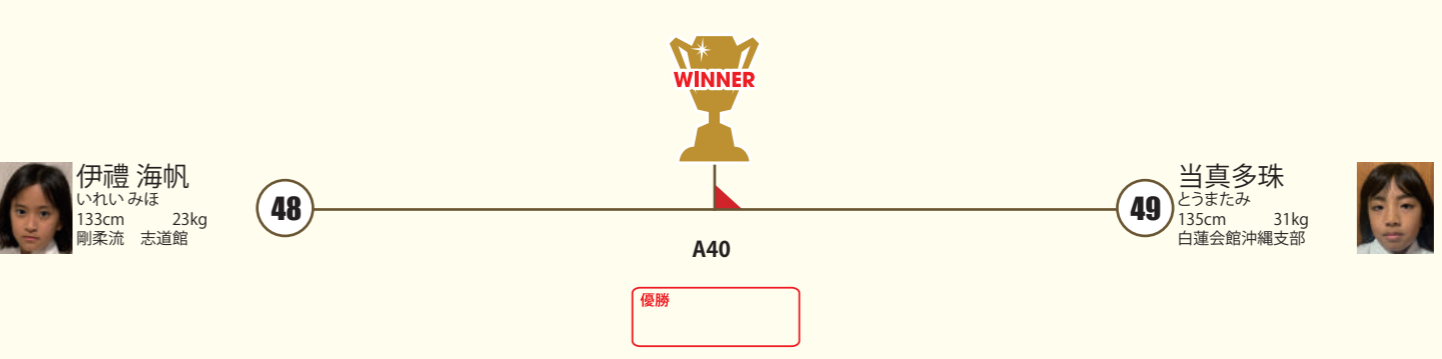 WINNER
伊禮 海帆
いれい みほ
133cm 23kg
剛柔流 志道館
48
49
当真多珠
とうまたみ
135cm 31kg
白蓮会館沖縄支部
A40
優勝